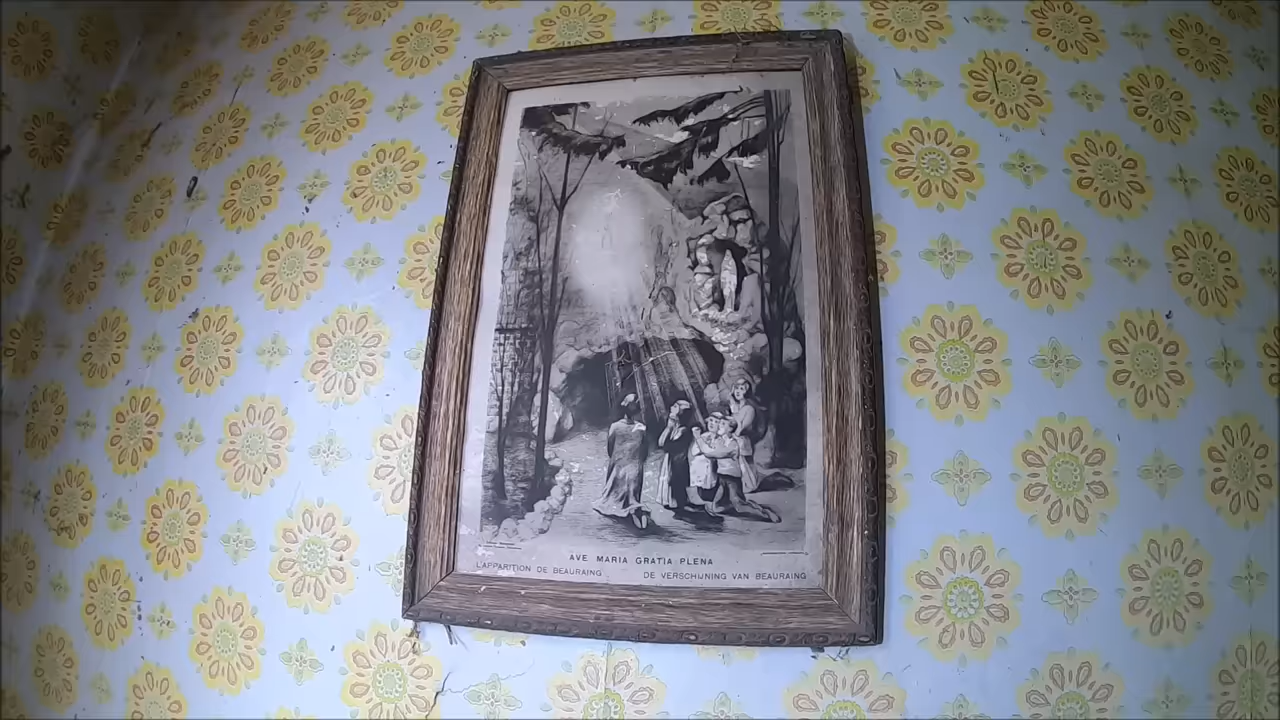 AVE MARIA GRATIA PLENA
L'APPARITION DE BEAURAING DE VERSCHIJNING VAN BEAURAING